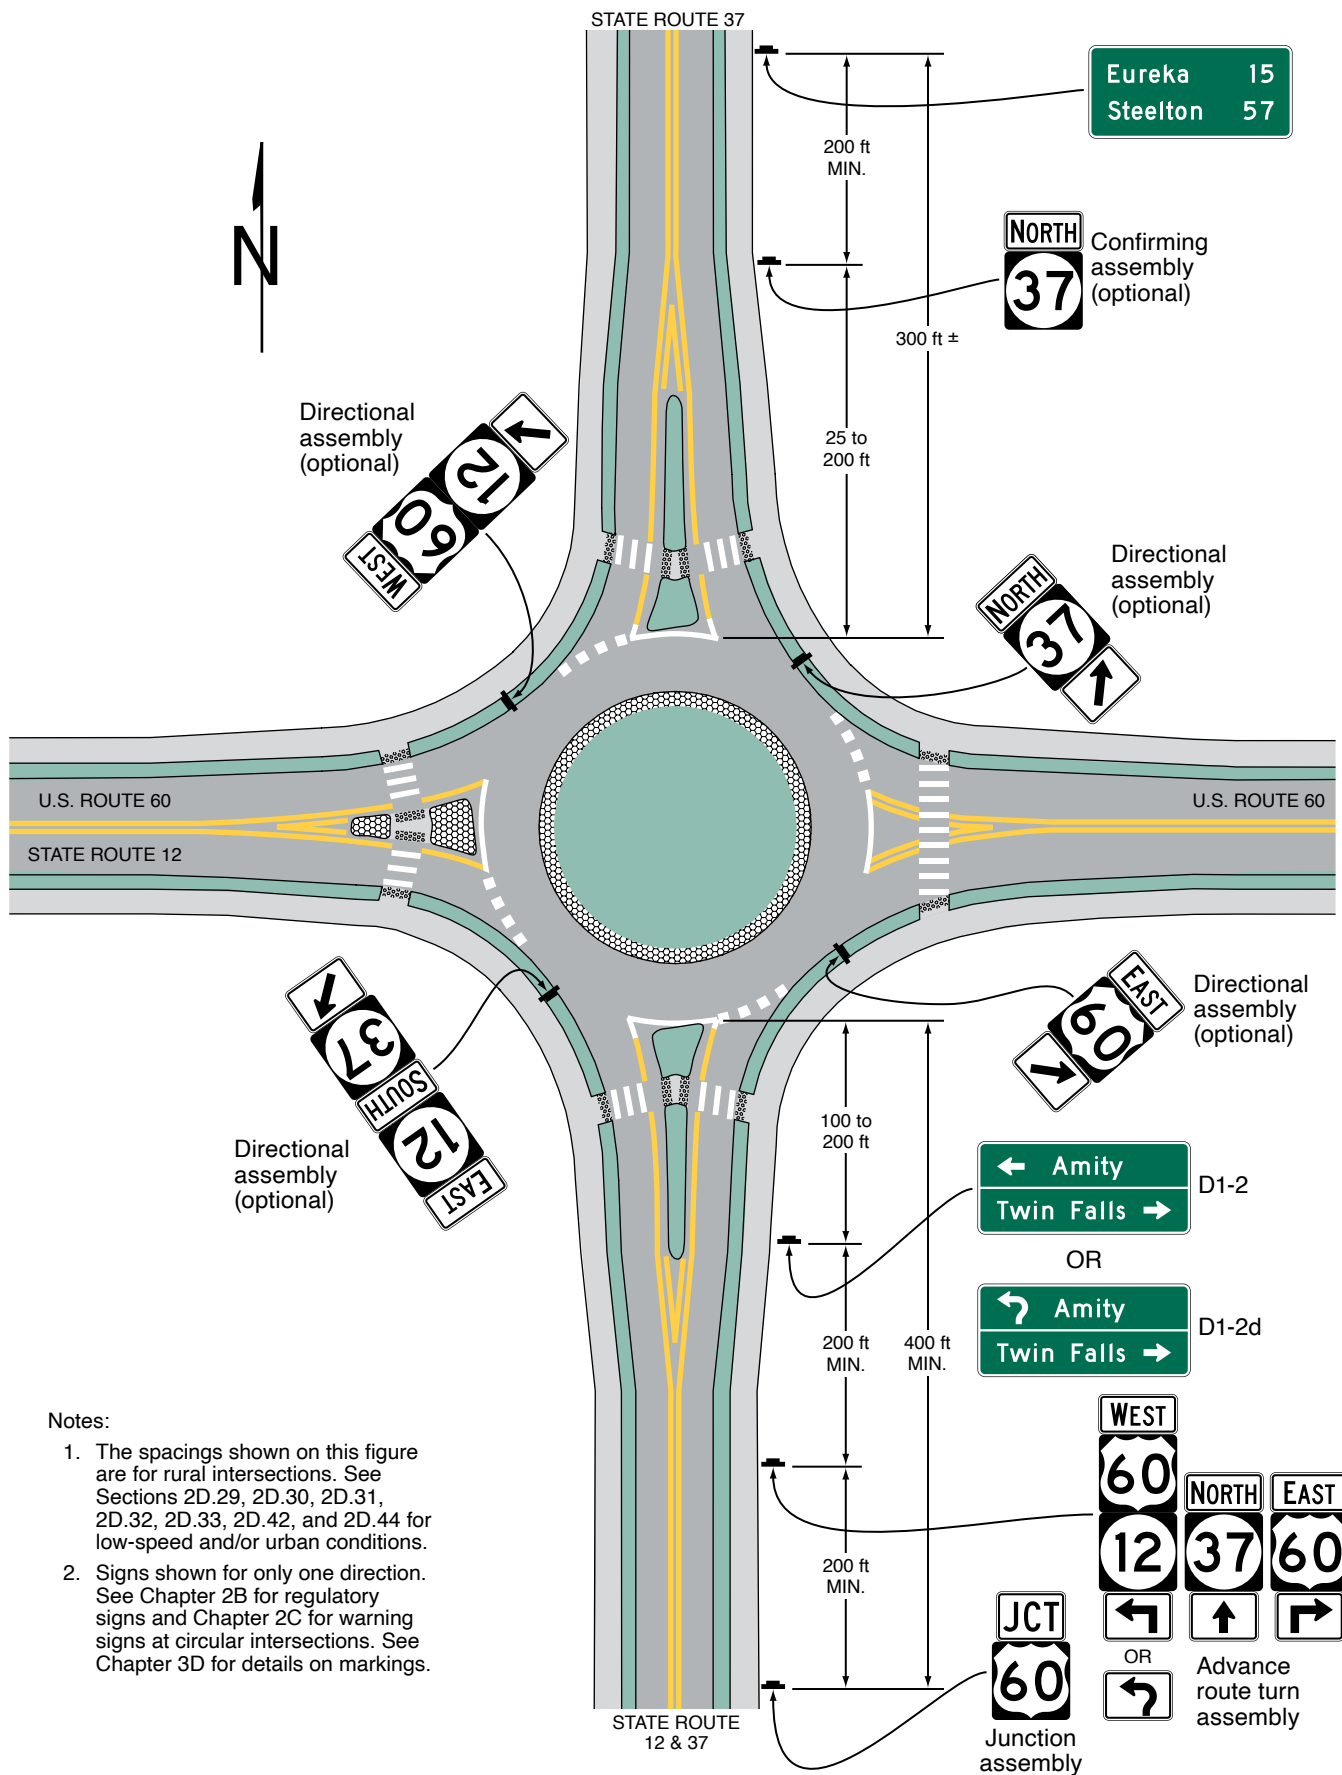 STATE ROUTE 37
Eureka 15
Steelton 57
200 ft
MIN.
N
NORTH
37
Confirming
assembly
(optional)
300 ft ±
Directional
assembly
(optional)
12
60
WEST
25 to
200 ft
Directional
assembly
(optional)
NORTH
37
U.S. ROUTE 60
STATE ROUTE 12
U.S. ROUTE 60
37
SOUTH
12
EAST
Directional
assembly
(optional)
EAST
60
Directional
assembly
(optional)
100 to
200 ft
Amity
Twin Falls
D1-2
OR
Amity
Twin Falls
D1-2d
200 ft
MIN.
400 ft
MIN.
WEST
60
12
NORTH
37
EAST
60
OR
Advance
route turn
assembly
200 ft
MIN.
JCT
60
Junction
assembly
STATE ROUTE
12 & 37
Notes:
1. The spacings shown on this figure
are for rural intersections. See
Sections 2D.29, 2D.30, 2D.31,
2D.32, 2D.33, 2D.42, and 2D.44 for
low-speed and/or urban conditions.
2. Signs shown for only one direction.
See Chapter 2B for regulatory
signs and Chapter 2C for warning
signs at circular intersections. See
Chapter 3D for details on markings.